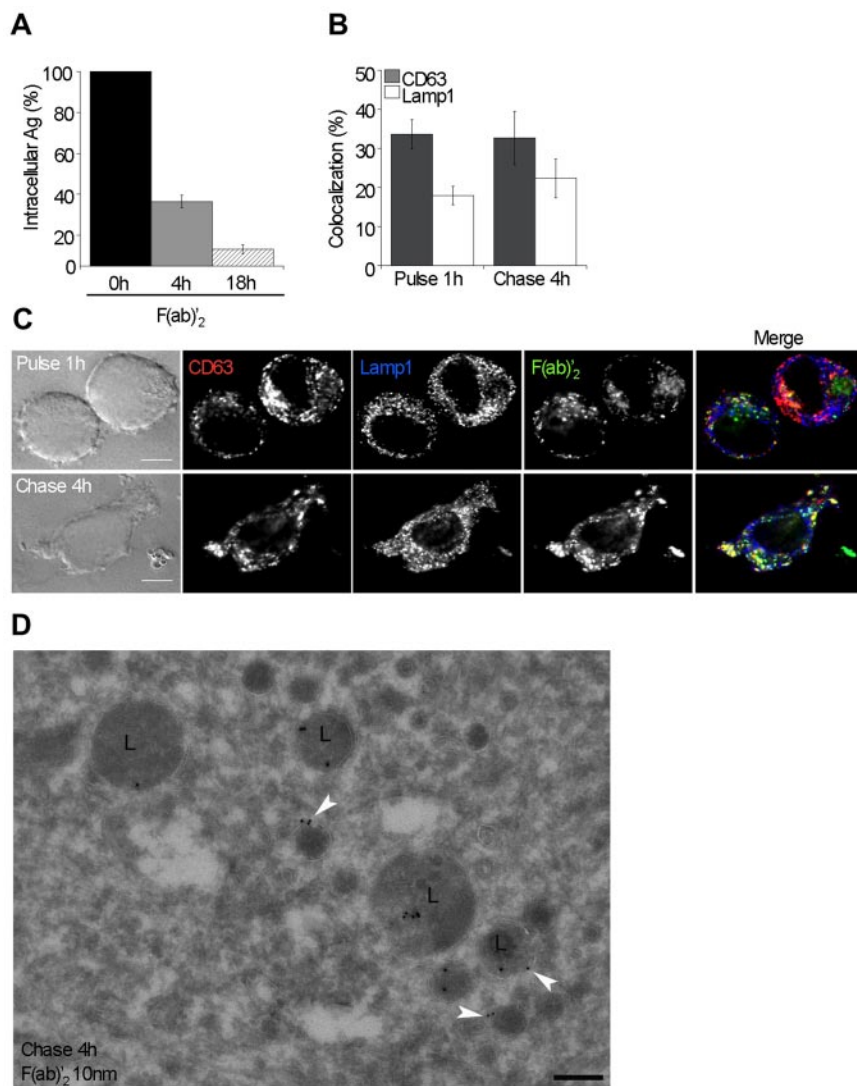 A
Intracellular Ag (%)
100
80
60
40
20
0
0h 4h 18h
F(ab)'₂
B
CD63
Lamp1
Colocalization (%)
50
40
30
20
10
0
Pulse 1h Chase 4h
C
Merge
Pulse 1h CD63 Lamp1 F(ab)'₂
Chase 4h
D
L
L
L
L
Chase 4h
F(ab)'₂ 10nm